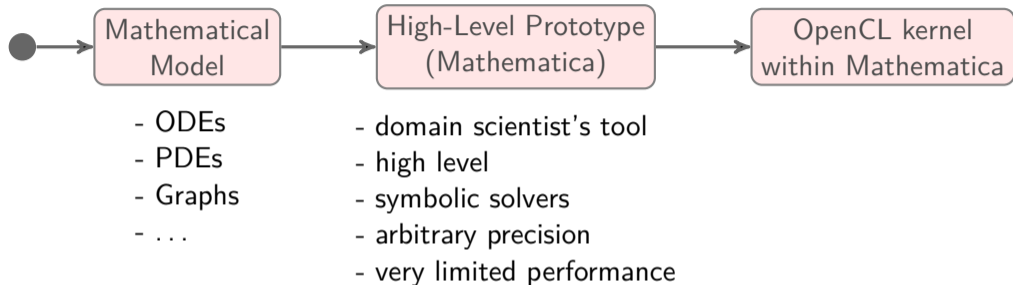 Mathematical
Model
High-Level Prototype
(Mathematica)
OpenCL kernel
within Mathematica
- ODEs
- PDEs
- Graphs
- ...
- domain scientist's tool
- high level
- symbolic solvers
- arbitrary precision
- very limited performance